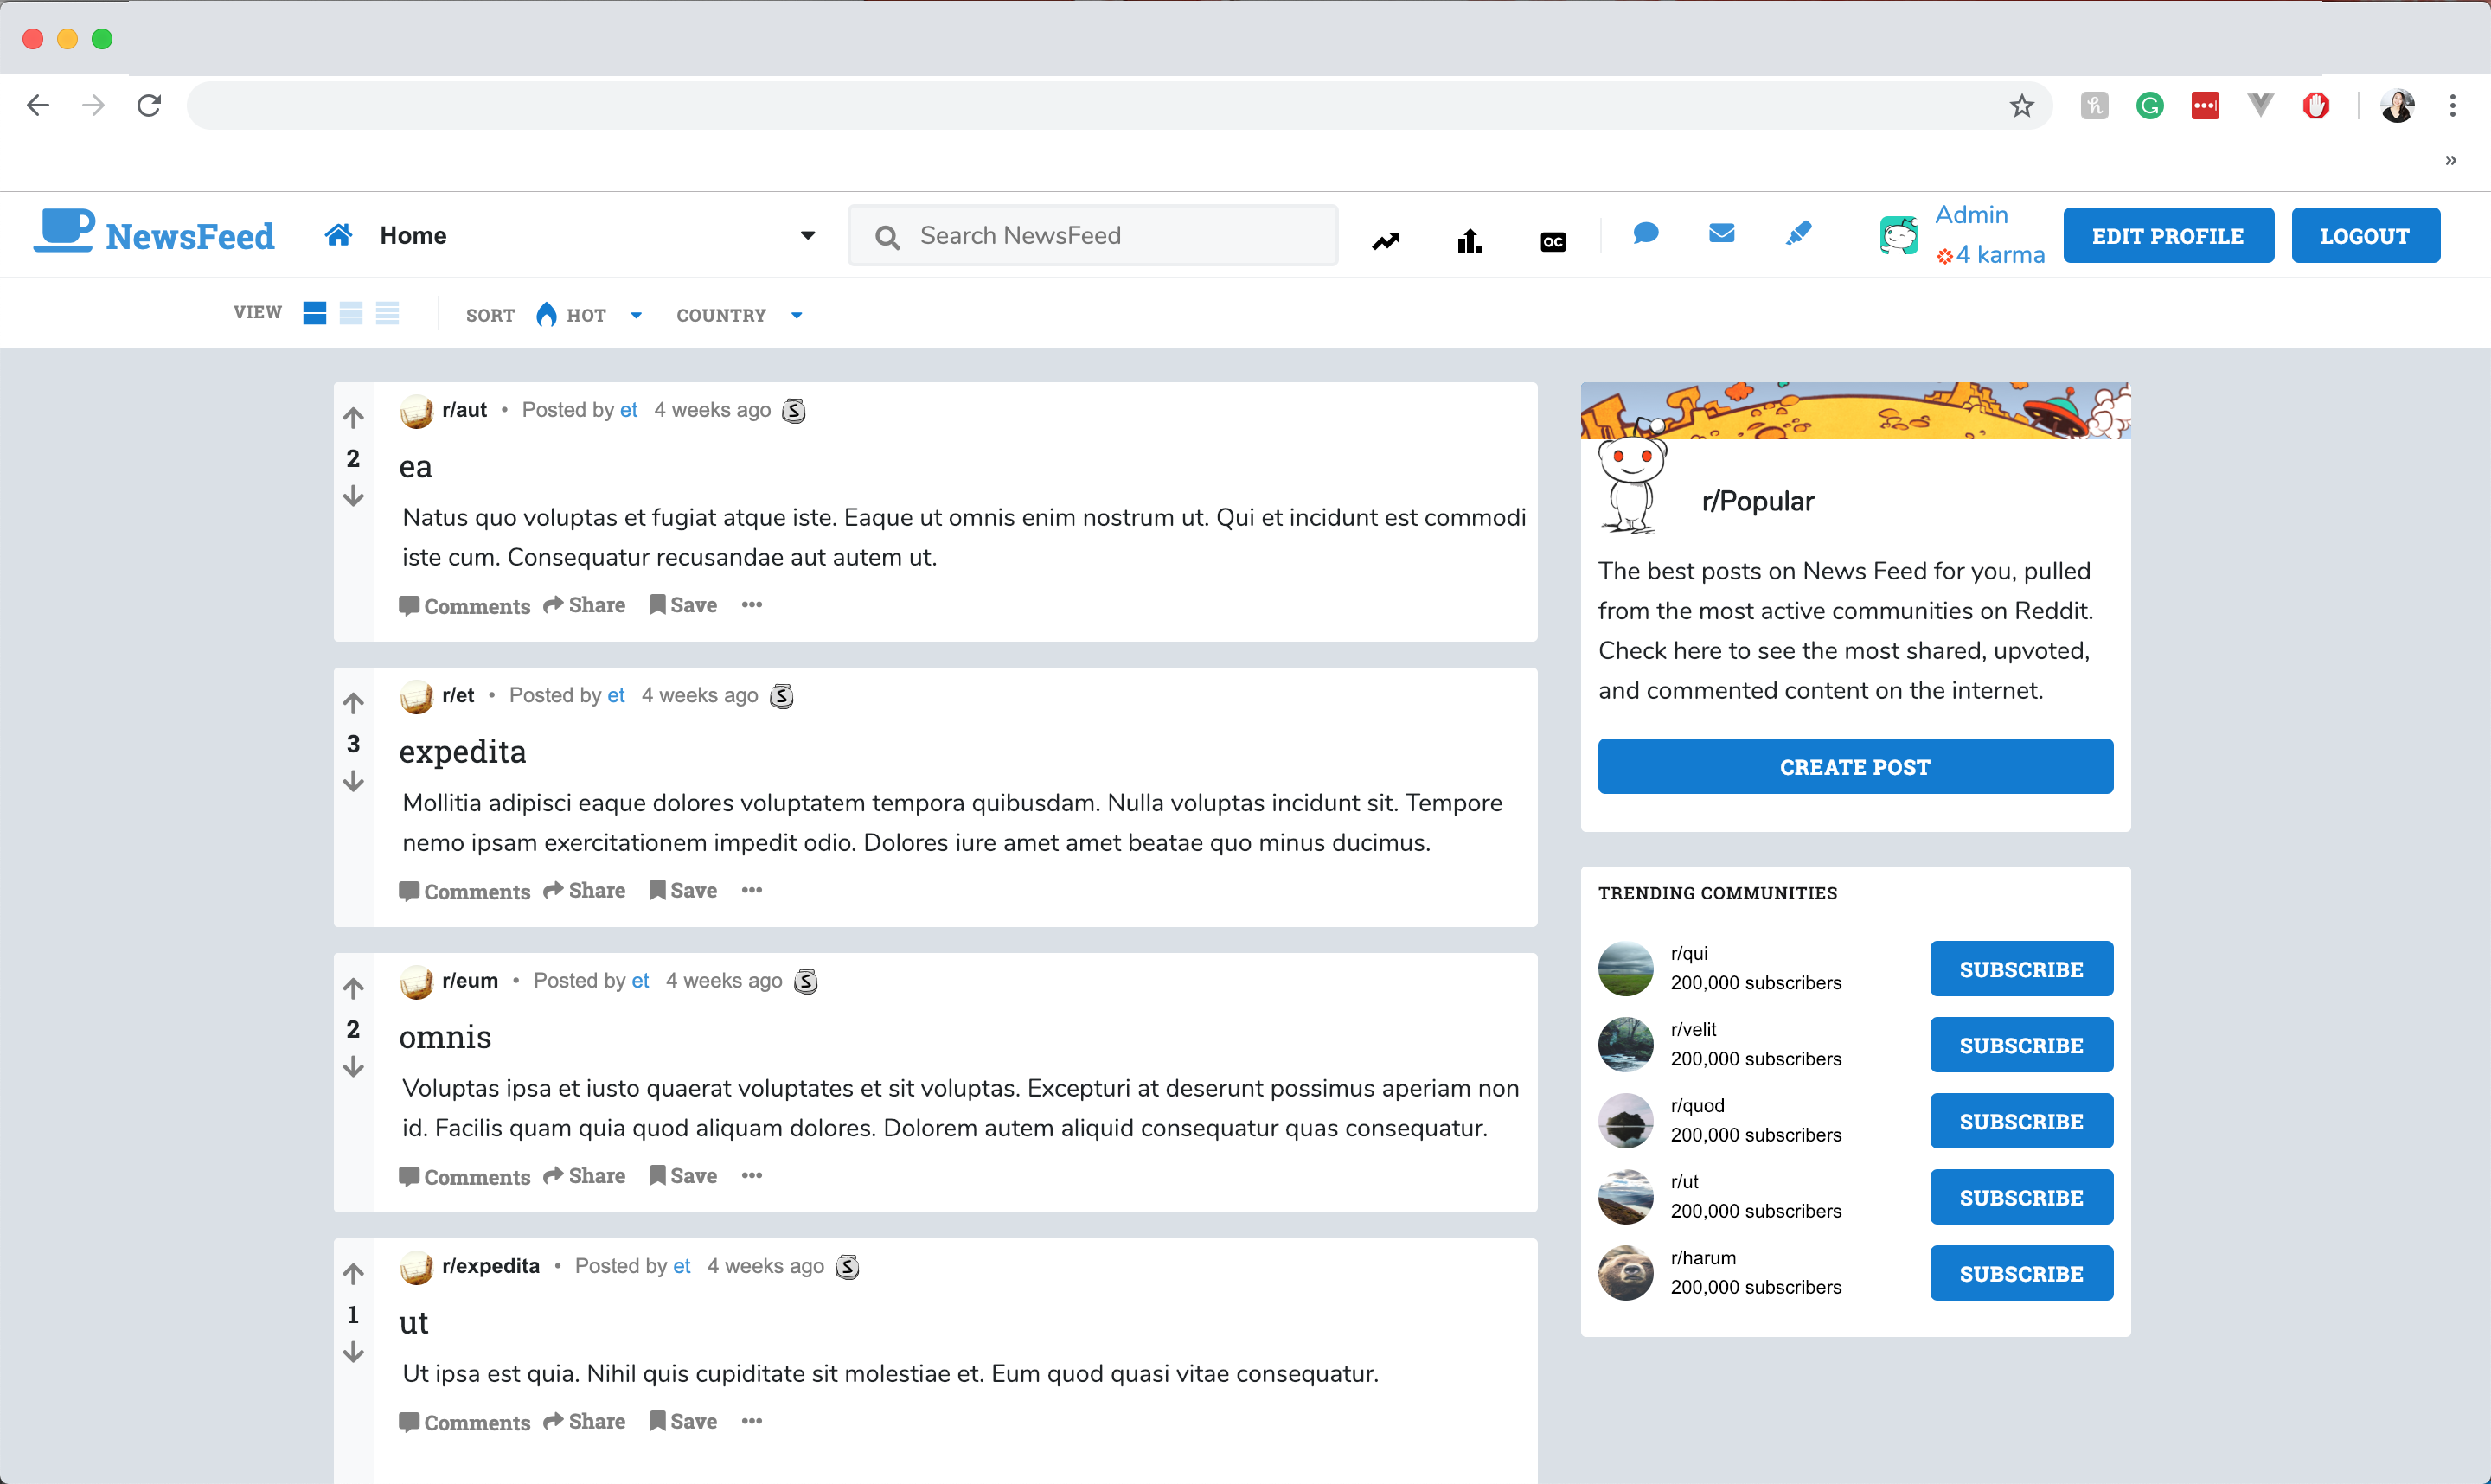 NewsFeed
Home
Search NewsFeed
OC
Admin
4 karma
EDIT PROFILE
LOGOUT
VIEW
SORT
HOT
COUNTRY
r/aut • Posted by et 4 weeks ago S
2
ea
Natus quo voluptas et fugiat atque iste. Eaque ut omnis enim nostrum ut. Qui et incidunt est commodi
iste cum. Consequatur recusandae aut autem ut.
Comments Share Save
r/et • Posted by et 4 weeks ago S
3
expedita
Mollitia adipisci eaque dolores voluptatem tempora quibusdam. Nulla voluptas incidunt sit. Tempore
nemo ipsam exercitationem impedit odio. Dolores iure amet amet beatae quo minus ducimus.
Comments Share Save
r/eum • Posted by et 4 weeks ago S
2
omnis
Voluptas ipsa et iusto quaerat voluptates et sit voluptas. Excepturi at deserunt possimus aperiam non
id. Facilis quam quia quod aliquam dolores. Dolorem autem aliquid consequatur quas consequatur.
Comments Share Save
r/expedita • Posted by et 4 weeks ago S
1
ut
Ut ipsa est quia. Nihil quis cupiditate sit molestiae et. Eum quod quasi vitae consequatur.
Comments Share Save
r/Popular
The best posts on News Feed for you, pulled
from the most active communities on Reddit.
Check here to see the most shared, upvoted,
and commented content on the internet.
CREATE POST
TRENDING COMMUNITIES
r/qui
200,000 subscribers
SUBSCRIBE
r/velit
200,000 subscribers
SUBSCRIBE
r/quod
200,000 subscribers
SUBSCRIBE
r/ut
200,000 subscribers
SUBSCRIBE
r/harum
200,000 subscribers
SUBSCRIBE